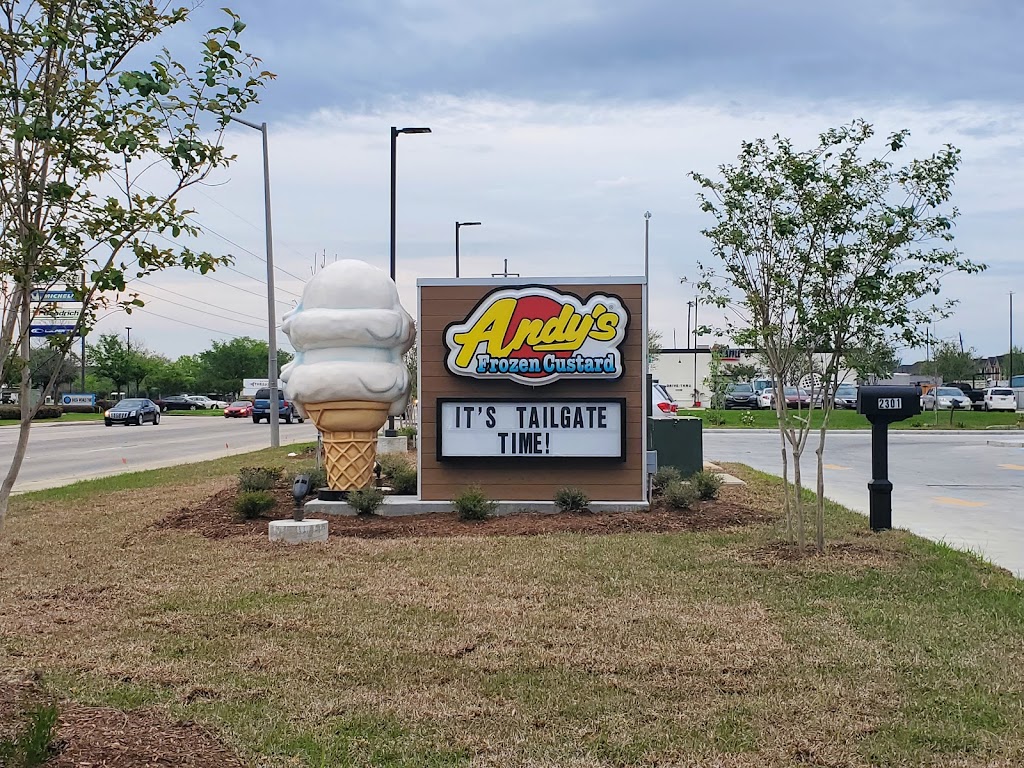 Andy's
Frozen Custard
IT'S TAILGATE
TIME!
2301
MICHELIN